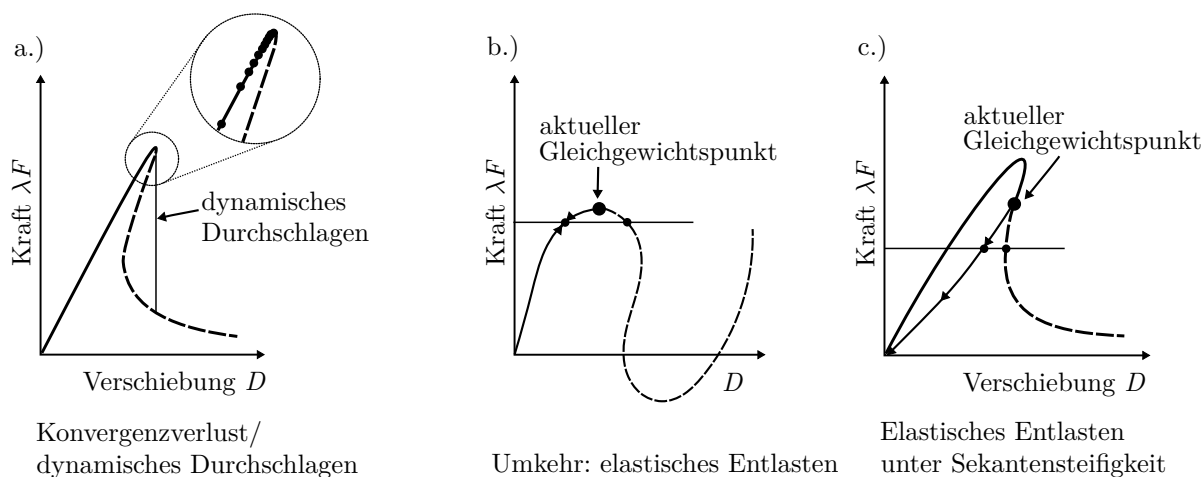 a.)
Kraft λF
dynamisches
Durchschlagen
Verschiebung D
Konvergenzverlust/
dynamisches Durchschlagen
b.)
aktueller
Gleichgewichtspunkt
Kraft λF
D
Umkehr: elastisches Entlasten
c.)
aktueller
Gleichgewichtspunkt
Kraft λF
Verschiebung D
Elastisches Entlasten
unter Sekantensteifigkeit